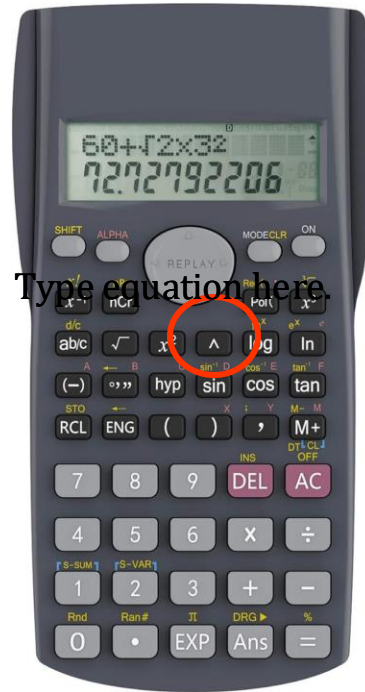 D
60+√2x3²
72.72792206
SHIFT ALPHA MODE CLR ON
REPLAY
Type equation here.
nCr Pol(
d/c x eˣ e
ab/c √ x² ^ log ln
A ← B C sin⁻¹ D cos⁻¹ E tan⁻¹ F
(−) °,,, hyp sin cos tan
STO ← X ; Y M- M
RCL ENG ( ) , M+
DT CL
INS OFF
7 8 9 DEL AC
4 5 6 x ÷
S-SUM S-VAR
1 2 3 + −
Rnd Ran# π DRG► %
0 • EXP Ans =